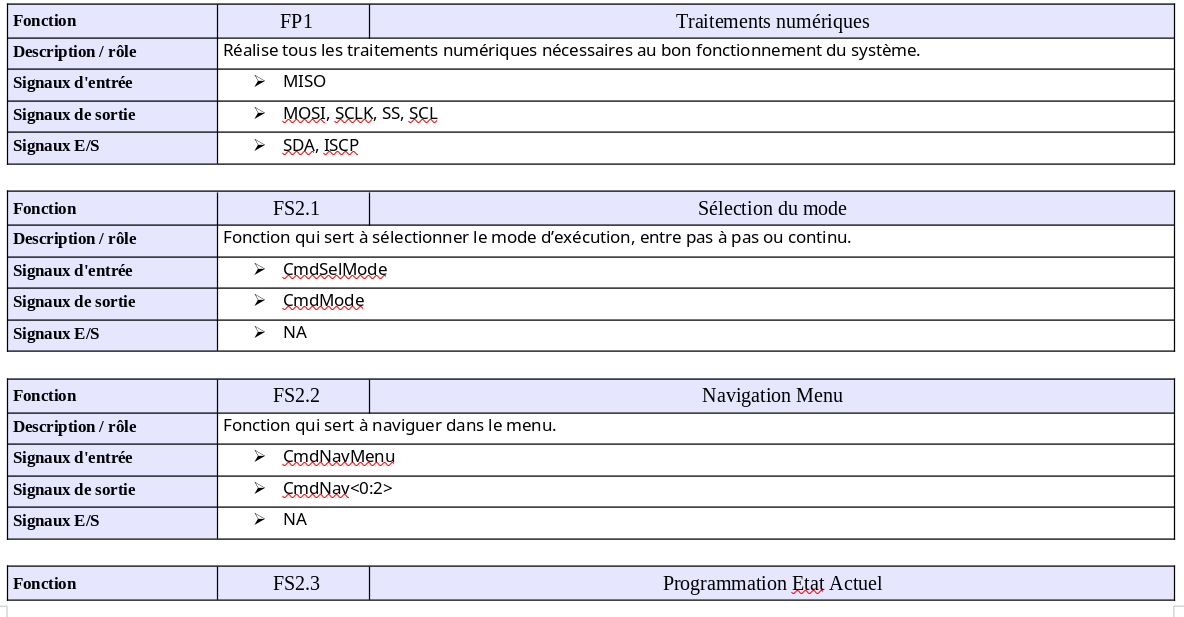 Fonction FP1 Traitements numériques
Description / rôle Réalise tous les traitements numériques nécessaires au bon fonctionnement du système.
Signaux d'entrée ➢ MISO
Signaux de sortie ➢ MOSI, SCLK, SS, SCL
Signaux E/S ➢ SDA, ISCP
Fonction FS2.1 Sélection du mode
Description / rôle Fonction qui sert à sélectionner le mode d’exécution, entre pas à pas ou continu.
Signaux d'entrée ➢ CmdSelMode
Signaux de sortie ➢ CmdMode
Signaux E/S ➢ NA
Fonction FS2.2 Navigation Menu
Description / rôle Fonction qui sert à naviguer dans le menu.
Signaux d'entrée ➢ CmdNavMenu
Signaux de sortie ➢ CmdNav<0:2>
Signaux E/S ➢ NA
Fonction FS2.3 Programmation Etat Actuel